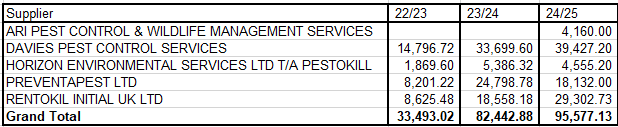 Supplier 22/23 23/24 24/25
ARI PEST CONTROL & WILDLIFE MANAGEMENT SERVICES 4,160.00
DAVIES PEST CONTROL SERVICES 14,796.72 33,699.60 39,427.20
HORIZON ENVIRONMENTAL SERVICES LTD T/A PESTOKILL 1,869.60 5,386.32 4,555.20
PREVENTAPEST LTD 8,201.22 24,798.78 18,132.00
RENTOKIL INITIAL UK LTD 8,625.48 18,558.18 29,302.73
Grand Total 33,493.02 82,442.88 95,577.13